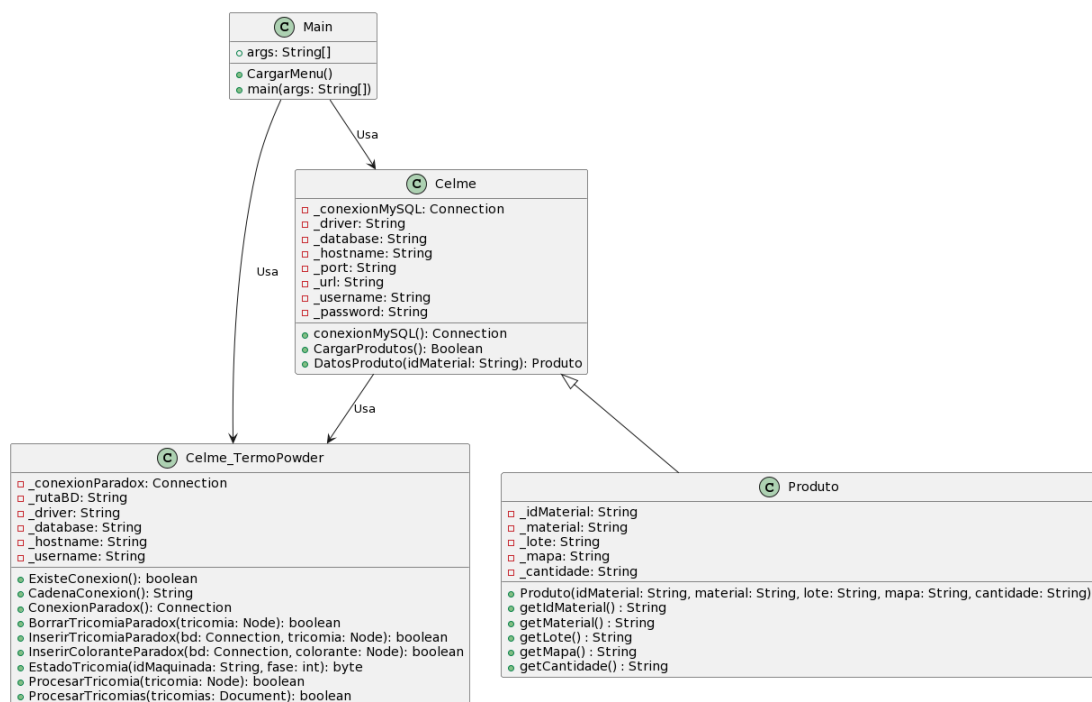 C Main
args: String[]
CargarMenu()
main(args: String[])
Usa
C Celme
_conexionMySQL: Connection
_driver: String
_database: String
_hostname: String
_port: String
_url: String
_username: String
_password: String
conexionMySQL(): Connection
CargarProdutos(): Boolean
DatosProduto(idMaterial: String): Produto
Usa
Usa
C Celme_TermoPowder
_conexionParadox: Connection
_rutaBD: String
_driver: String
_database: String
_hostname: String
_username: String
ExisteConexion(): boolean
CadenaConexion(): String
ConexionParadox(): Connection
BorrarTricomiaParadox(tricomia: Node): boolean
InserirTricomiaParadox(bd: Connection, tricomia: Node): boolean
InserirColoranteParadox(bd: Connection, colorante: Node): boolean
EstadoTricomia(idMaquinada: String, fase: int): byte
ProcesarTricomia(tricomia: Node): boolean
ProcesarTricomias(tricomias: Document): boolean
C Produto
_idMaterial: String
_material: String
_lote: String
_mapa: String
_cantidade: String
Produto(idMaterial: String, material: String, lote: String, mapa: String, cantidade: String)
getIdMaterial() : String
getMaterial() : String
getLote() : String
getMapa() : String
getCantidade() : String